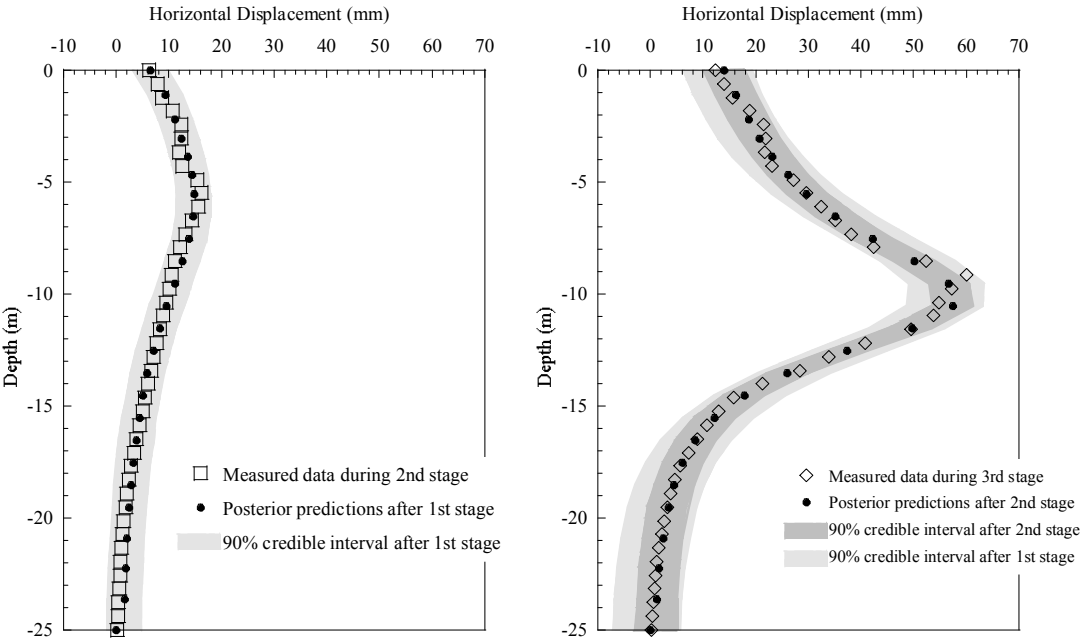 Horizontal Displacement (mm)
-10 0 10 20 30 40 50 60 70
0
-5
-10
-15
-20
-25
Depth (m)
Measured data during 2nd stage
Posterior predictions after 1st stage
90% credible interval after 1st stage
Horizontal Displacement (mm)
-10 0 10 20 30 40 50 60 70
0
-5
-10
-15
-20
-25
Depth (m)
Measured data during 3rd stage
Posterior predictions after 2nd stage
90% credible interval after 2nd stage
90% credible interval after 1st stage